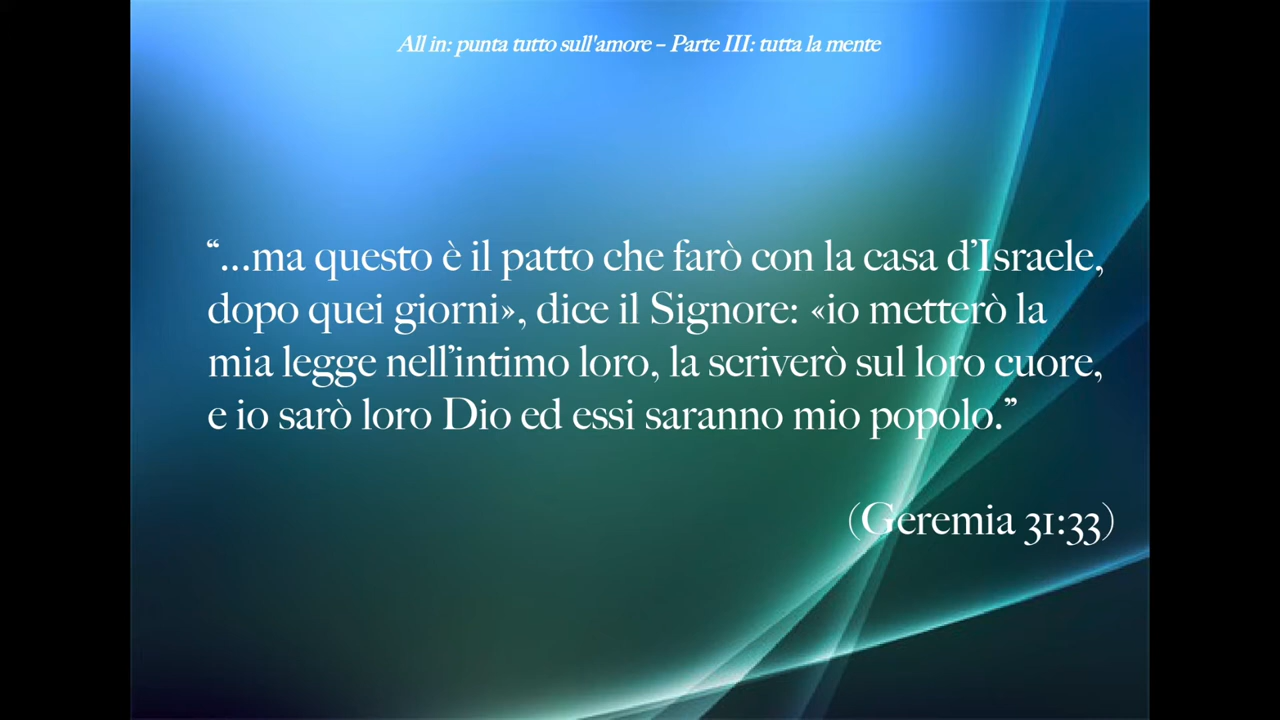 All in: punta tutto sull'amore – Parte III: tutta la mente
“...ma questo è il patto che farò con la casa d’Israele,
dopo quei giorni», dice il Signore: «io metterò la
mia legge nell’intimo loro, la scriverò sul loro cuore,
e io sarò loro Dio ed essi saranno mio popolo.”
(Geremia 31:33)